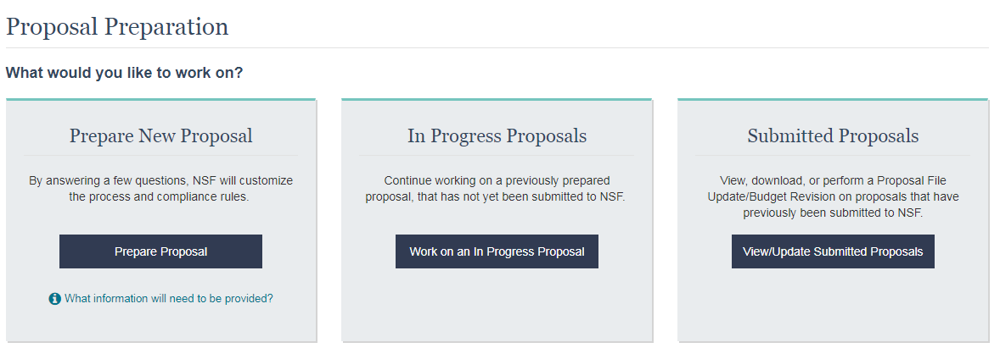 Proposal Preparation
What would you like to work on?
Prepare New Proposal
By answering a few questions, NSF will customize
the process and compliance rules.
Prepare Proposal
What information will need to be provided?
In Progress Proposals
Continue working on a previously prepared
proposal, that has not yet been submitted to NSF.
Work on an In Progress Proposal
Submitted Proposals
View, download, or perform a Proposal File
Update/Budget Revision on proposals that have
previously been submitted to NSF.
View/Update Submitted Proposals